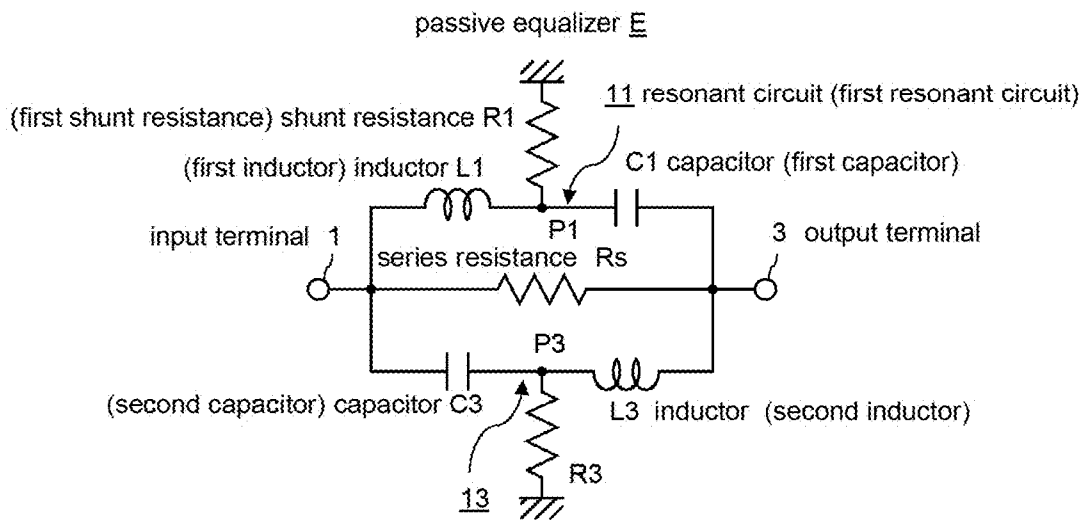 passive equalizer E
11 resonant circuit (first resonant circuit)
(first shunt resistance) shunt resistance R1
C1 capacitor (first capacitor)
(first inductor) inductor L1
P1
input terminal 1
3 output terminal
series resistance Rs
P3
(second capacitor) capacitor C3
L3 inductor (second inductor)
R3
13